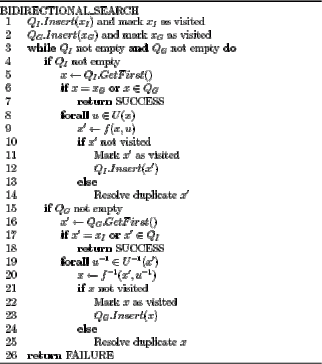 BIDIRECTIONAL_SEARCH
1 Q_I.Insert(x_I) and mark x_I as visited
2 Q_G.Insert(x_G) and mark x_G as visited
3 while Q_I not empty and Q_G not empty do
4 if Q_I not empty
5 x ← Q_I.GetFirst()
6 if x = x_G or x ∈ Q_G
7 return SUCCESS
8 forall u ∈ U(x)
9 x′ ← f(x, u)
10 if x′ not visited
11 Mark x′ as visited
12 Q_I.Insert(x′)
13 else
14 Resolve duplicate x′
15 if Q_G not empty
16 x′ ← Q_G.GetFirst()
17 if x′ = x_I or x′ ∈ Q_I
18 return SUCCESS
19 forall u⁻¹ ∈ U⁻¹(x′)
20 x ← f⁻¹(x′, u⁻¹)
21 if x not visited
22 Mark x as visited
23 Q_G.Insert(x)
24 else
25 Resolve duplicate x
26 return FAILURE